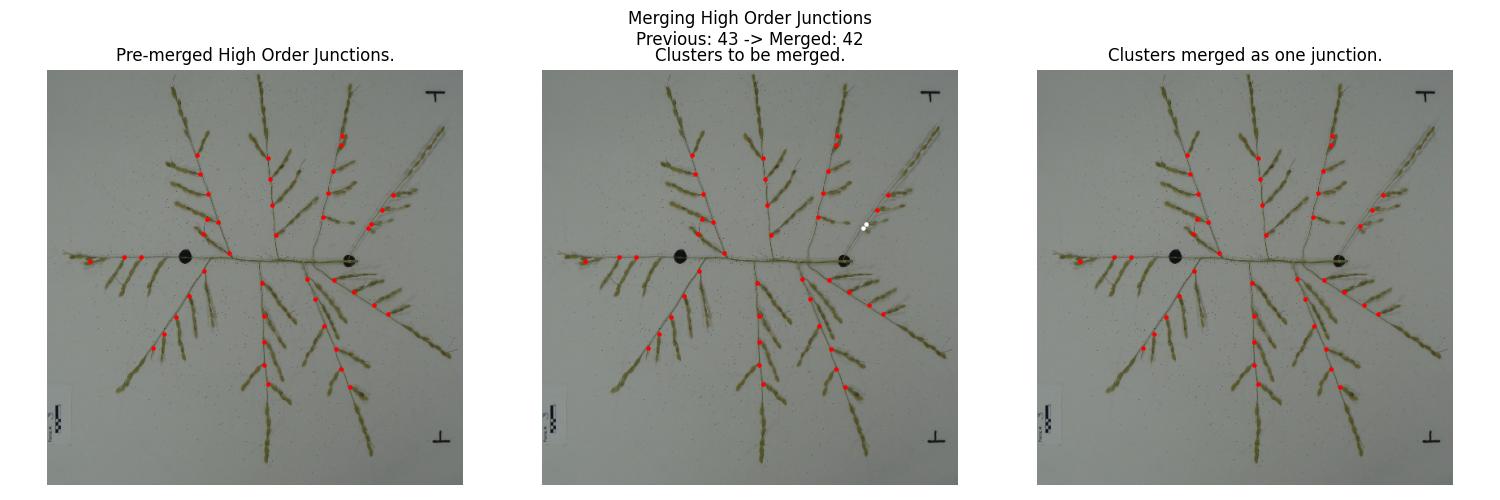 Merging High Order Junctions
Previous: 43 -> Merged: 42
Pre-merged High Order Junctions.
Clusters to be merged.
Clusters merged as one junction.